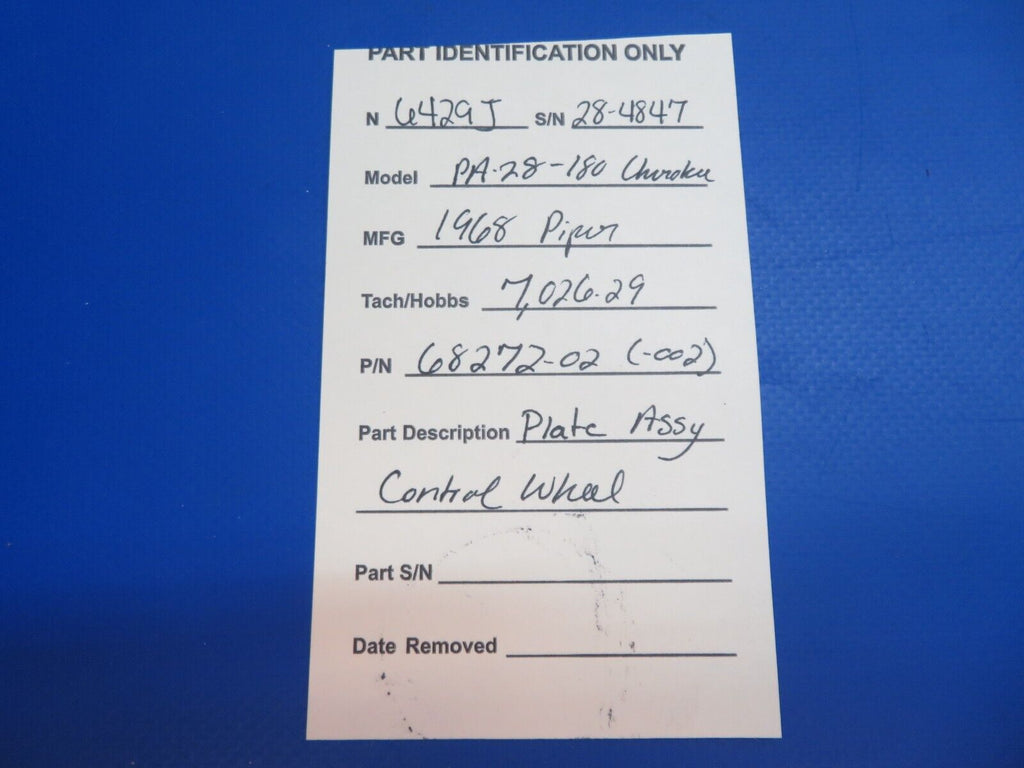 PART IDENTIFICATION ONLY
N 6429J S/N 28-4847
Model PA-28-180 Cherokee
MFG 1968 Piper
Tach/Hobbs 7,026.29
P/N 68272-02 (-002)
Part Description Plate Assy
Control Wheel
Part S/N
Date Removed